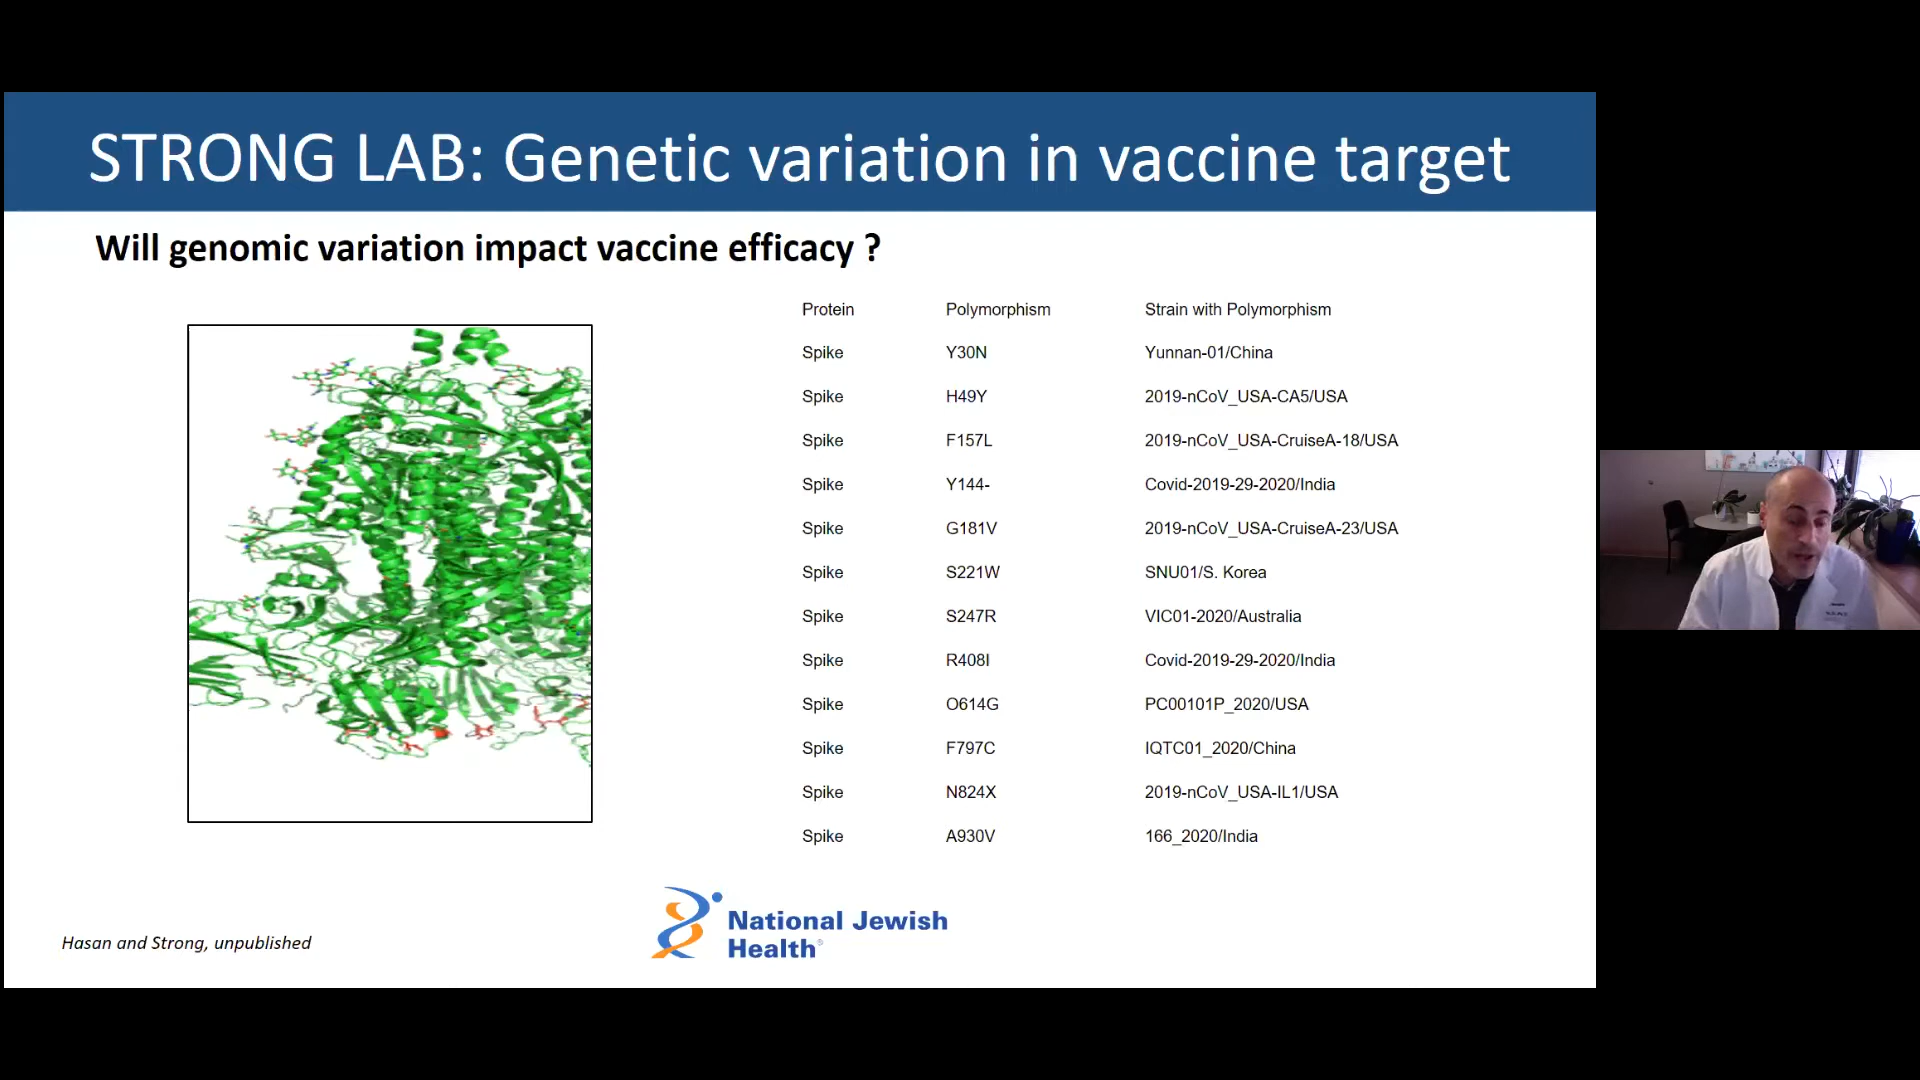 STRONG LAB: Genetic variation in vaccine target
Will genomic variation impact vaccine efficacy ?
Protein Polymorphism Strain with Polymorphism
Spike Y30N Yunnan-01/China
Spike H49Y 2019-nCoV_USA-CA5/USA
Spike F157L 2019-nCoV_USA-CruiseA-18/USA
Spike Y144- Covid-2019-29-2020/India
Spike G181V 2019-nCoV_USA-CruiseA-23/USA
Spike S221W SNU01/S. Korea
Spike S247R VIC01-2020/Australia
Spike R408I Covid-2019-29-2020/India
Spike O614G PC00101P_2020/USA
Spike F797C IQTC01_2020/China
Spike N824X 2019-nCoV_USA-IL1/USA
Spike A930V 166_2020/India
National Jewish
Health®
Hasan and Strong, unpublished